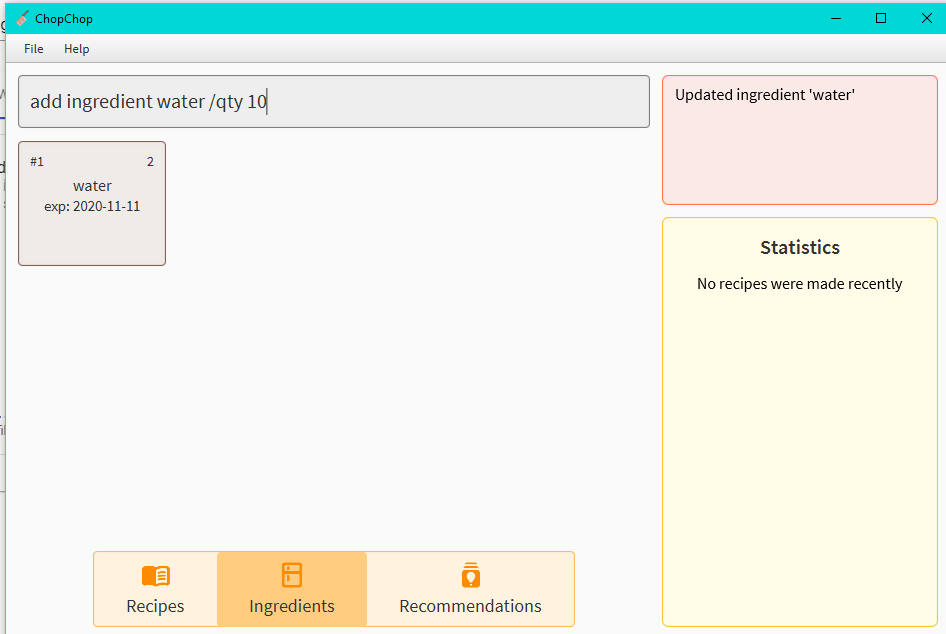 ChopChop
File Help
add ingredient water /qty 10
#1 2
water
exp: 2020-11-11
Updated ingredient 'water'
Statistics
No recipes were made recently
Recipes Ingredients Recommendations